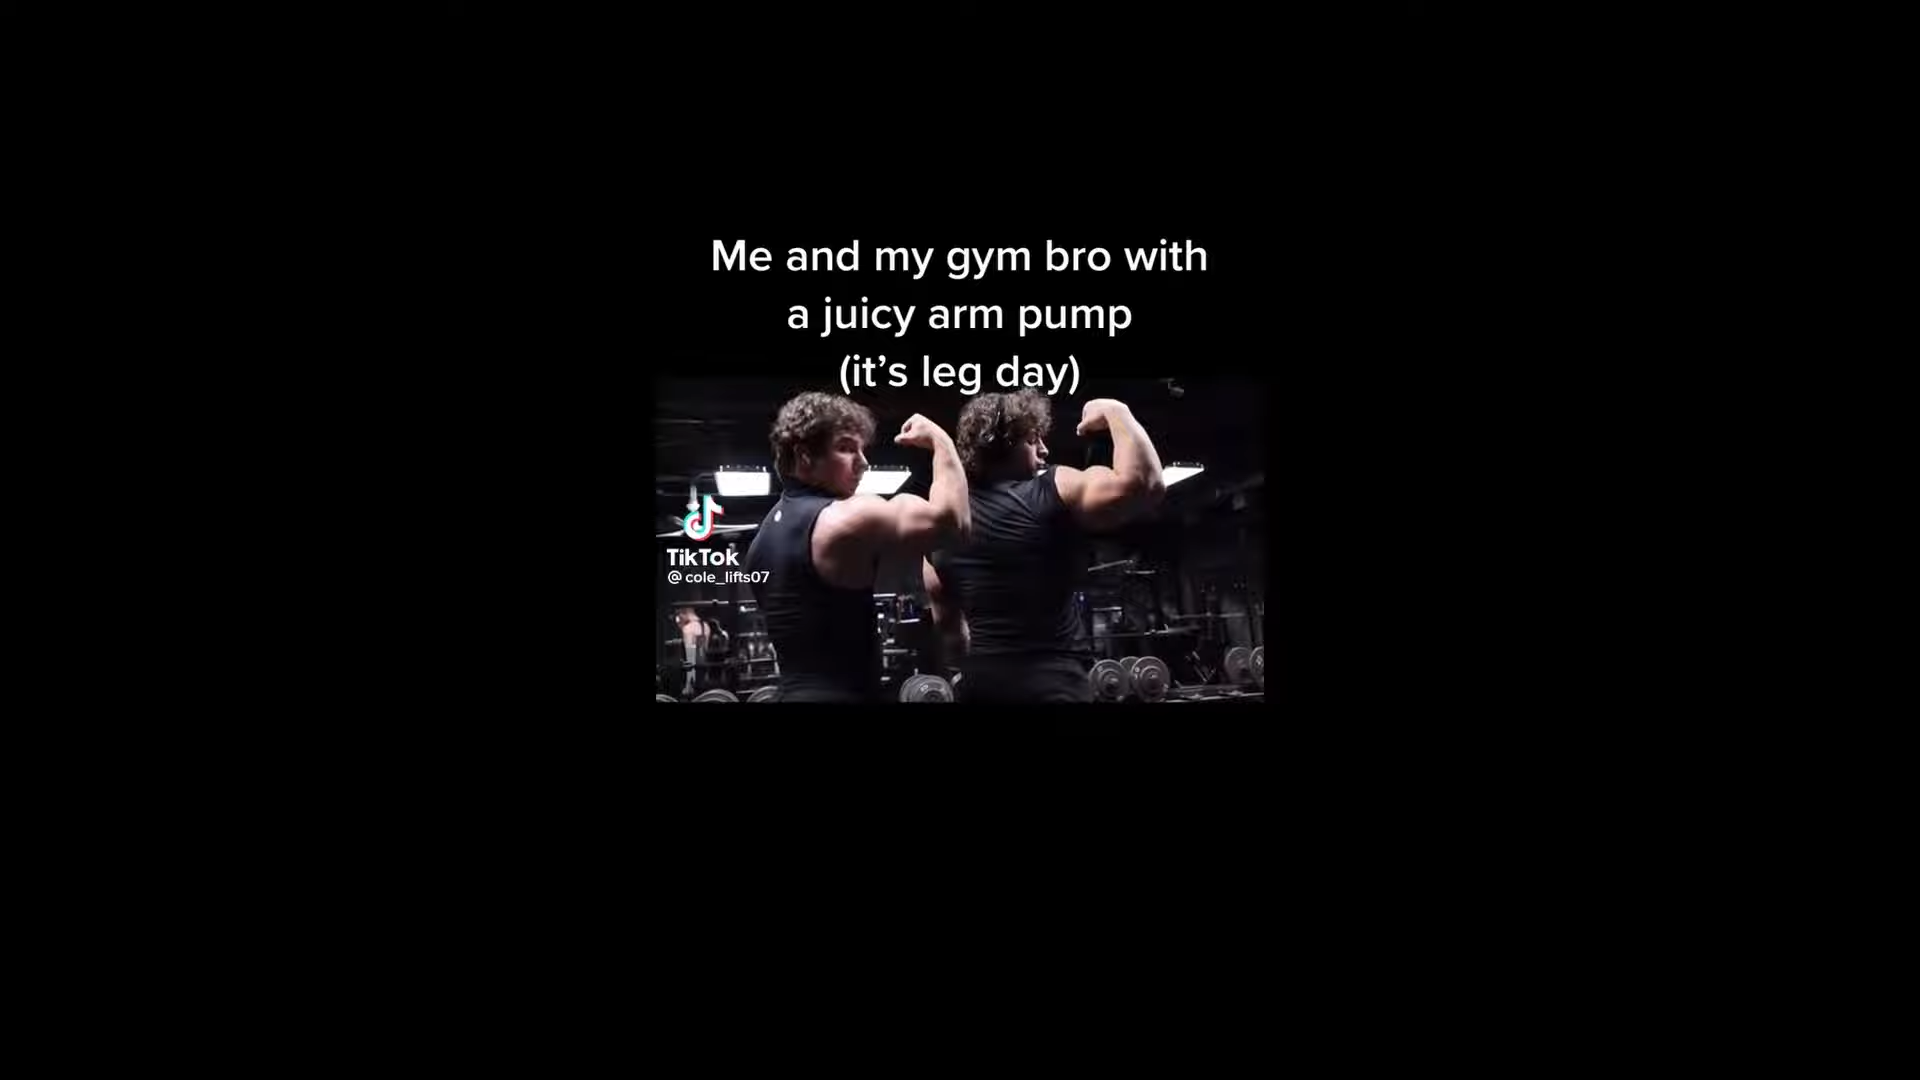 Me and my gym bro with
a juicy arm pump
(it's leg day)
TikTok
@cole_lifts07